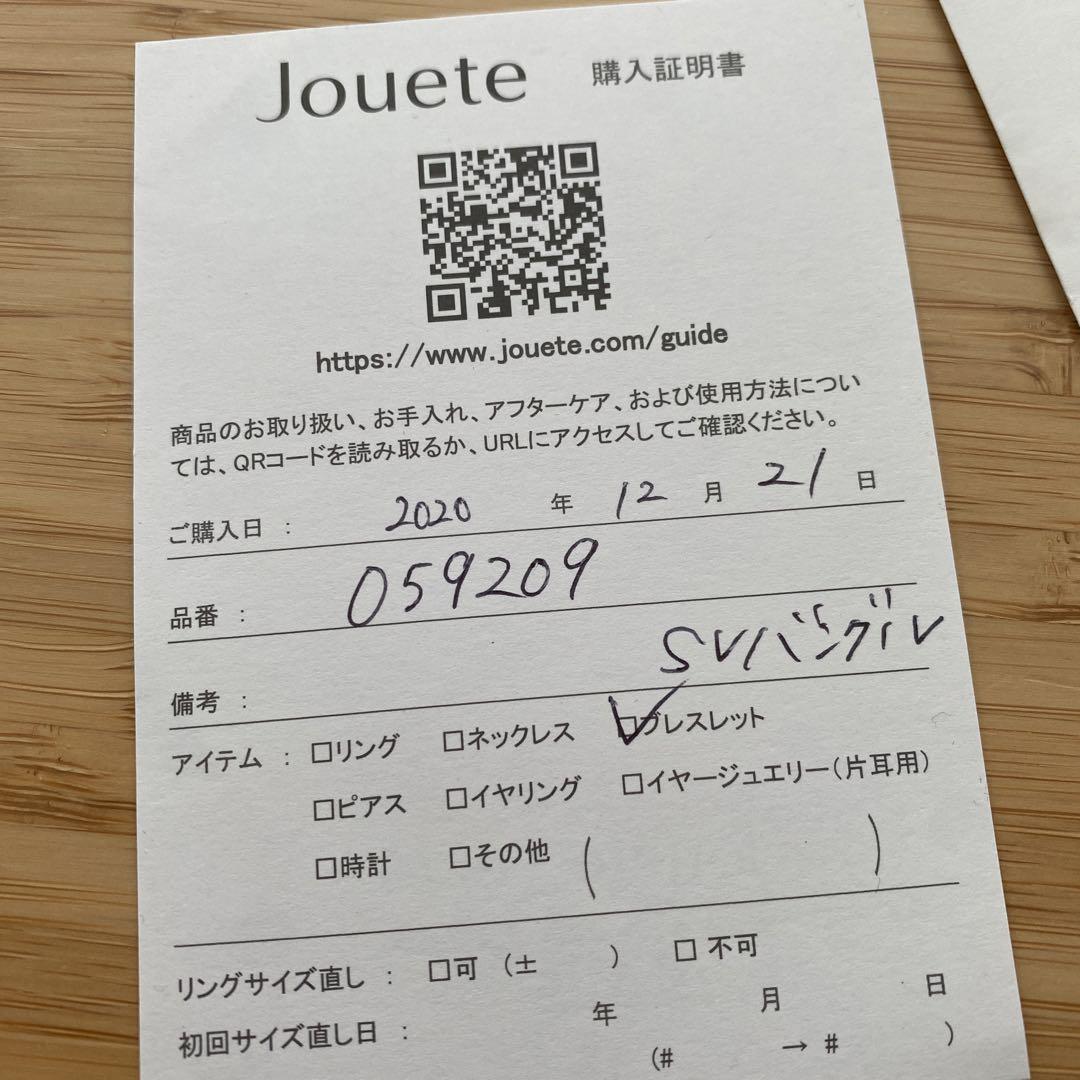 Jouete 購入証明書
https://www.jouete.com/guide
商品のお取り扱い、お手入れ、アフターケア、および使用方法につい
ては、QRコードを読み取るか、URLにアクセスしてご確認ください。
ご購入日 : 2020 年 12 月 21 日
品番 : 059209
備考 : SVバングル
アイテム : □リング □ネックレス ☑ブレスレット
□ピアス □イヤリング □イヤージュエリー(片耳用)
□時計 □その他 ( )
リングサイズ直し : □可 (± ) □ 不可
初回サイズ直し日 : 年 月 日
(# → # )